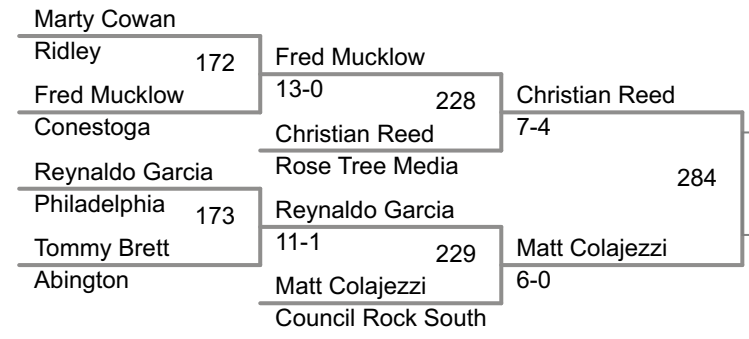 Marty Cowan
Ridley
172
Fred Mucklow
Conestoga
Reynaldo Garcia
Philadelphia
173
Tommy Brett
Abington
Fred Mucklow
13-0
228
Christian Reed
Rose Tree Media
Reynaldo Garcia
11-1
229
Matt Colajezzi
Council Rock South
Christian Reed
7-4
284
Matt Colajezzi
6-0